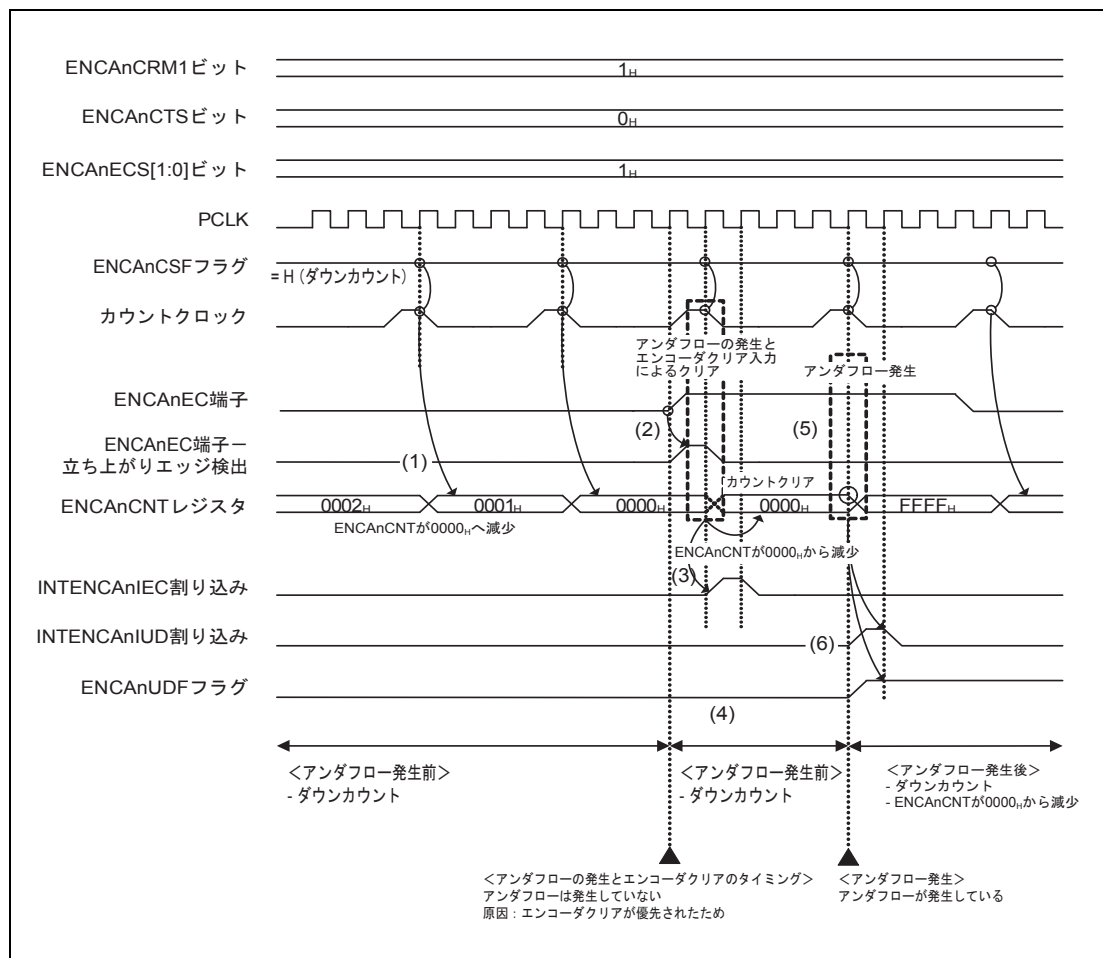 ENCAnCRM1ビット
1H
ENCAnCTSビット
0H
ENCAnECS[1:0]ビット
1H
PCLK
ENCAnCSFフラグ
= H (ダウンカウント)
カウントクロック
アンダフローの発生と
エンコーダクリア入力
によるクリア
アンダフロー発生
ENCAnEC端子
(2)
(5)
ENCAnEC端子－
立ち上がりエッジ検出
(1)
カウントクリア
ENCAnCNTレジスタ
0002H
0001H
0000H
0000H
FFFFH
ENCAnCNTが0000Hへ減少
ENCAnCNTが0000Hから減少
(3)
INTENCAnIEC割り込み
INTENCAnIUD割り込み
(6)
ENCAnUDFフラグ
(4)
＜アンダフロー発生前＞
- ダウンカウント
＜アンダフロー発生前＞
- ダウンカウント
＜アンダフロー発生後＞
- ダウンカウント
- ENCAnCNTが0000Hから減少
＜アンダフローの発生とエンコーダクリアのタイミング＞
アンダフローは発生していない
原因：エンコーダクリアが優先されたため
＜アンダフロー発生＞
アンダフローが発生している